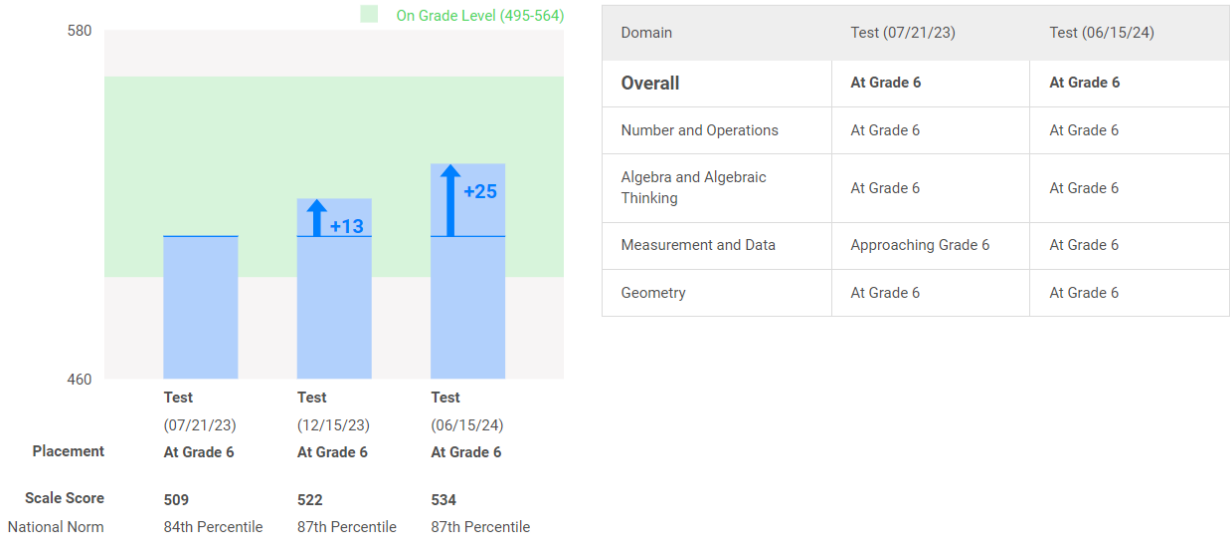 On Grade Level (495-564)
580
+13
+25
460
Test Test Test
(07/21/23) (12/15/23) (06/15/24)
Placement At Grade 6 At Grade 6 At Grade 6
Scale Score 509 522 534
National Norm 84th Percentile 87th Percentile 87th Percentile
Domain Test (07/21/23) Test (06/15/24)
Overall At Grade 6 At Grade 6
Number and Operations At Grade 6 At Grade 6
Algebra and Algebraic
Thinking At Grade 6 At Grade 6
Measurement and Data Approaching Grade 6 At Grade 6
Geometry At Grade 6 At Grade 6